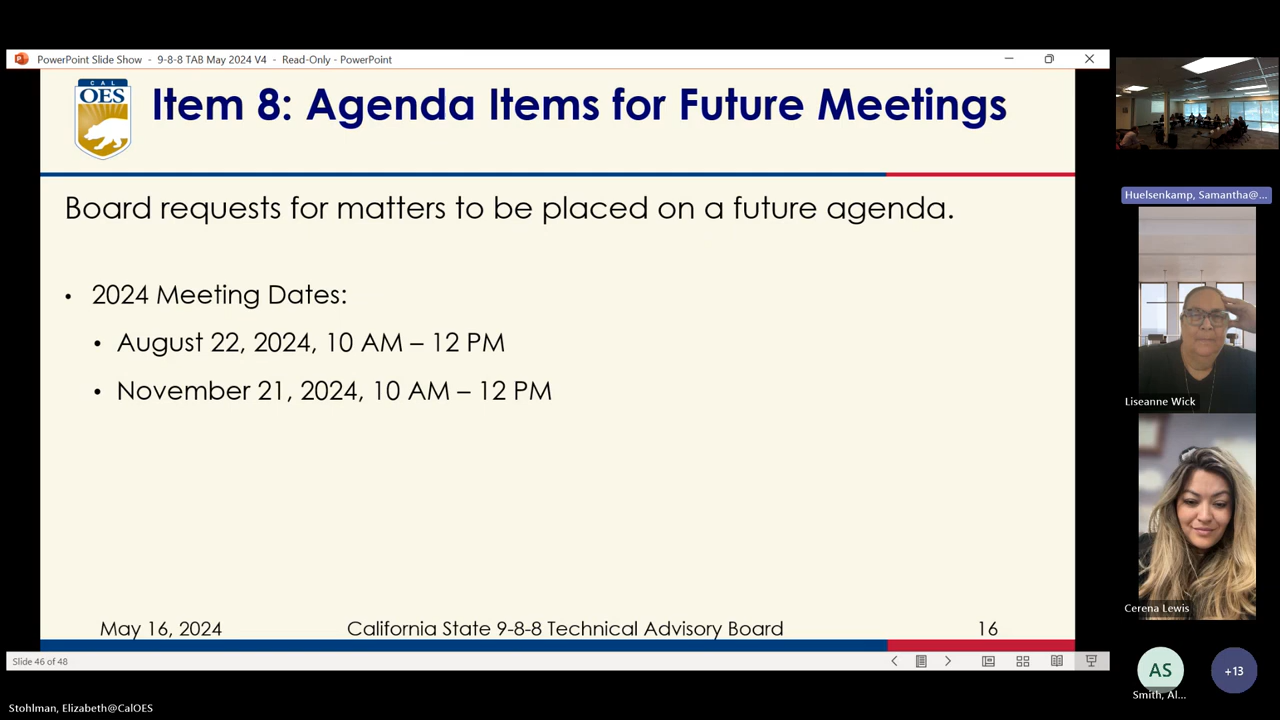 PowerPoint Slide Show - 9-8-8 TAB May 2024 V4 - Read-Only - PowerPoint
CAL
OES
Item 8: Agenda Items for Future Meetings
Board requests for matters to be placed on a future agenda.
• 2024 Meeting Dates:
• August 22, 2024, 10 AM – 12 PM
• November 21, 2024, 10 AM – 12 PM
May 16, 2024 California State 9-8-8 Technical Advisory Board 16
Slide 46 of 48
Huelsenkamp, Samantha@...
Liseanne Wick
Cerena Lewis
AS
Smith, Al...
+13
Stohlman, Elizabeth@CalOES